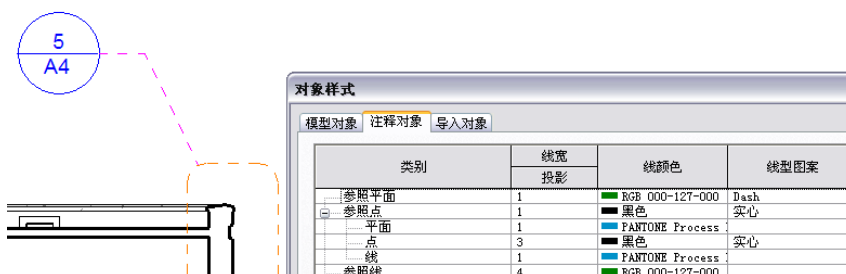 5
A4
对象样式
模型对象 注释对象 导入对象
类别 线宽 线颜色 线型图案
投影
参照平面 1 RGB 000-127-000 Dash
参照点 1 黑色 实心
平面 1 PANTONE Process
点 3 黑色 实心
线 1 PANTONE Process
参照线 4 RGB 000-127-000